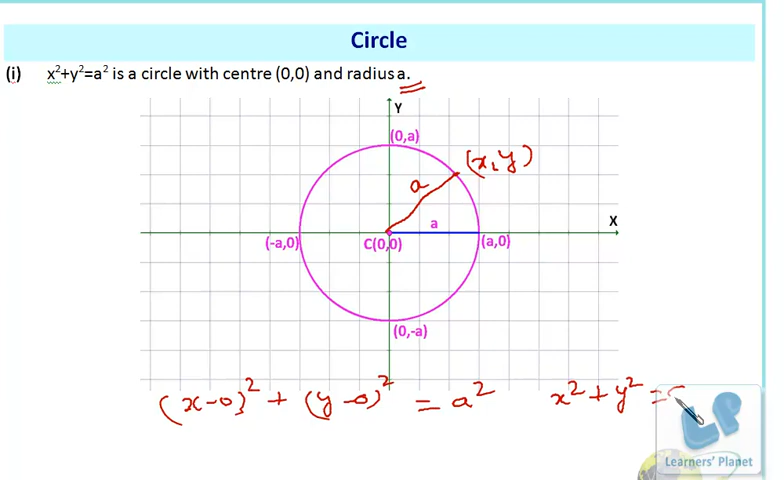 Circle
(i) x²+y²=a² is a circle with centre (0,0) and radius a.
Y
(0,a)
(x, y)
a
a
X
(-a,0)
C(0,0)
(a,0)
(0,-a)
(x-0)² + (y-0)² = a² x² + y² =
LP
Learners' Planet